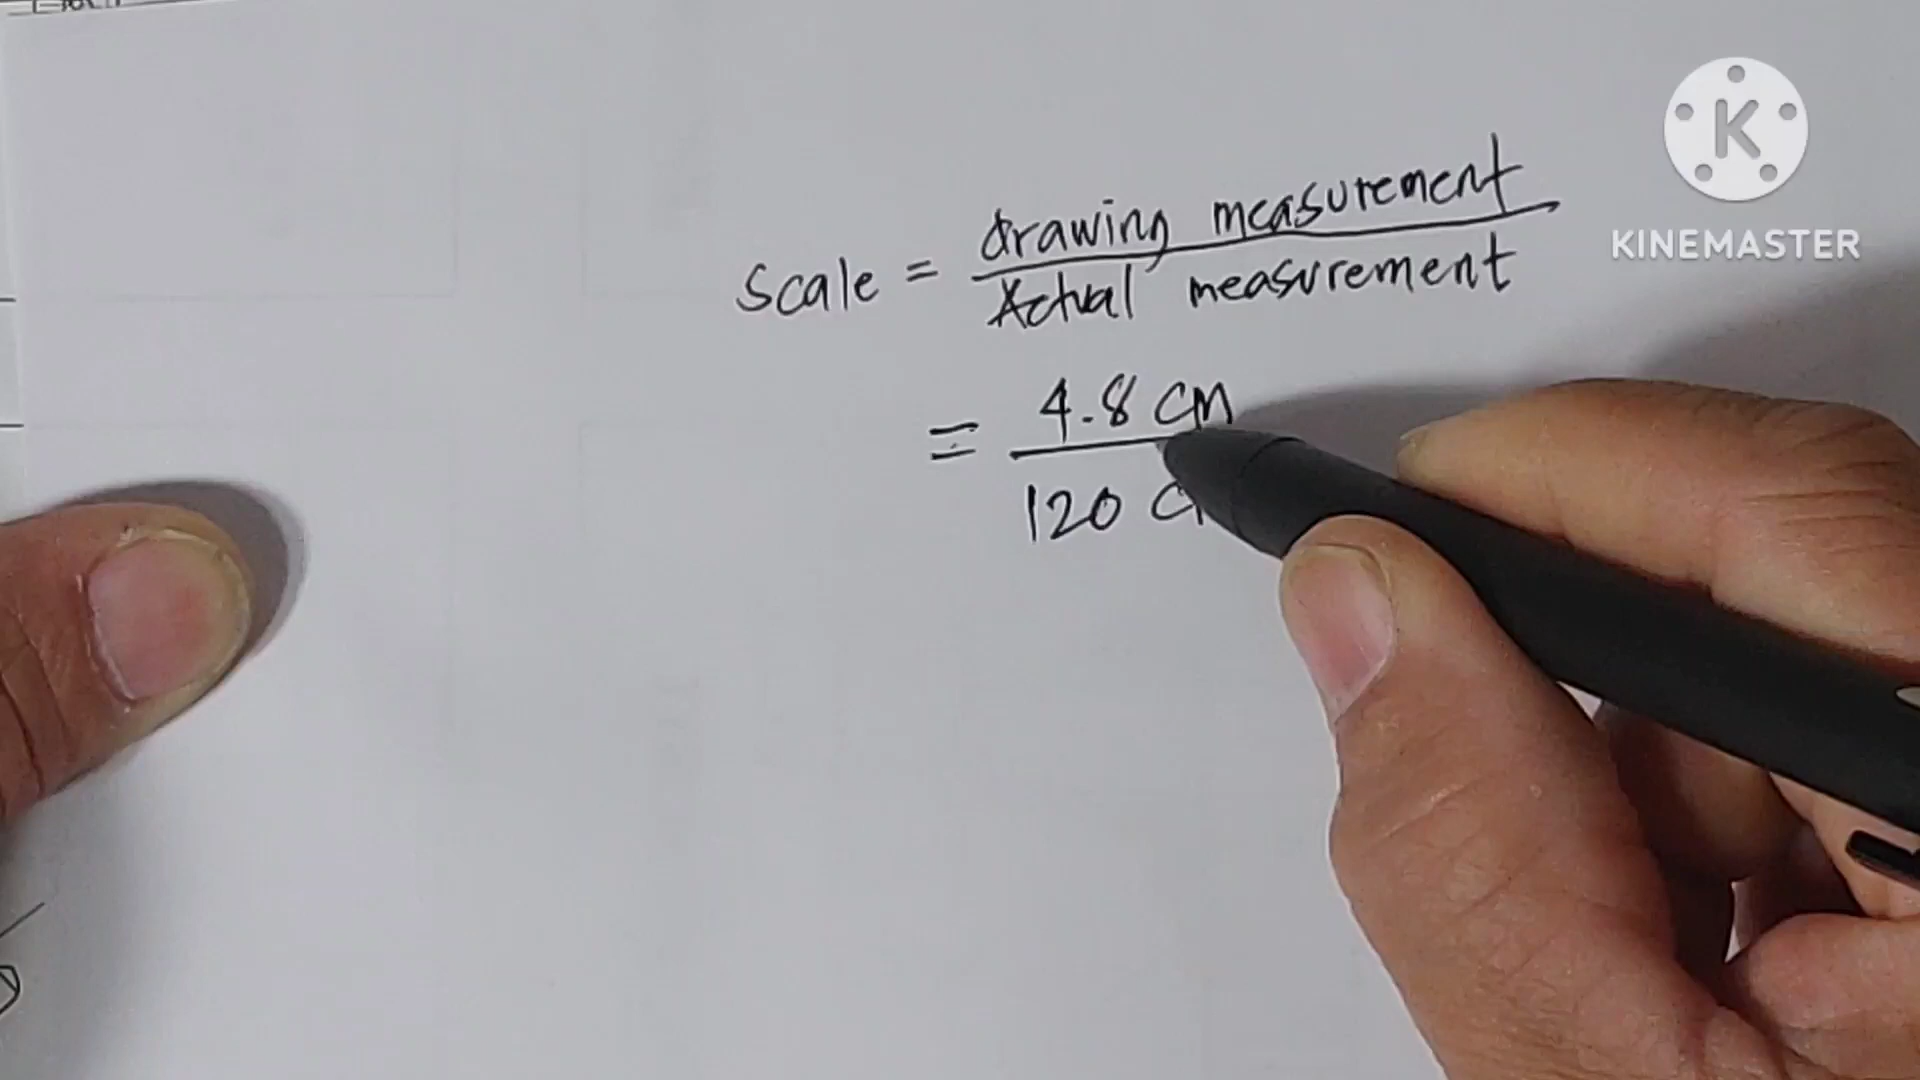 KINEMASTER
scale = drawing measurement
Actual measurement
= 4.8 cm
120 c